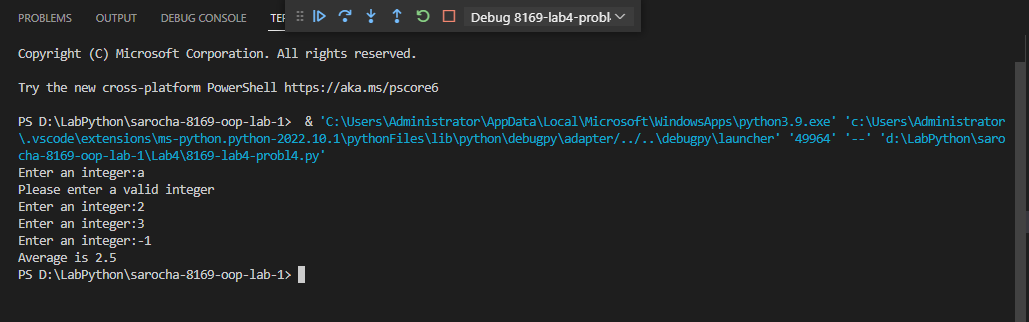 PROBLEMS OUTPUT DEBUG CONSOLE Debug 8169-lab4-probl
Copyright (C) Microsoft Corporation. All rights reserved.
Try the new cross-platform PowerShell https://aka.ms/pscore6
PS D:\LabPython\sarocha-8169-oop-lab-1>  & 'C:\Users\Administrator\AppData\Local\Microsoft\WindowsApps\python3.9.exe' 'c:\Users\Administrator
\.vscode\extensions\ms-python.python-2022.10.1\pythonFiles\lib\python\debugpy\adapter/../..\debugpy\launcher' '49964' '--' 'd:\LabPython\saro
cha-8169-oop-lab-1\Lab4\8169-lab4-probl4.py'
Enter an integer:a
Please enter a valid integer
Enter an integer:2
Enter an integer:3
Enter an integer:-1
Average is 2.5
PS D:\LabPython\sarocha-8169-oop-lab-1>